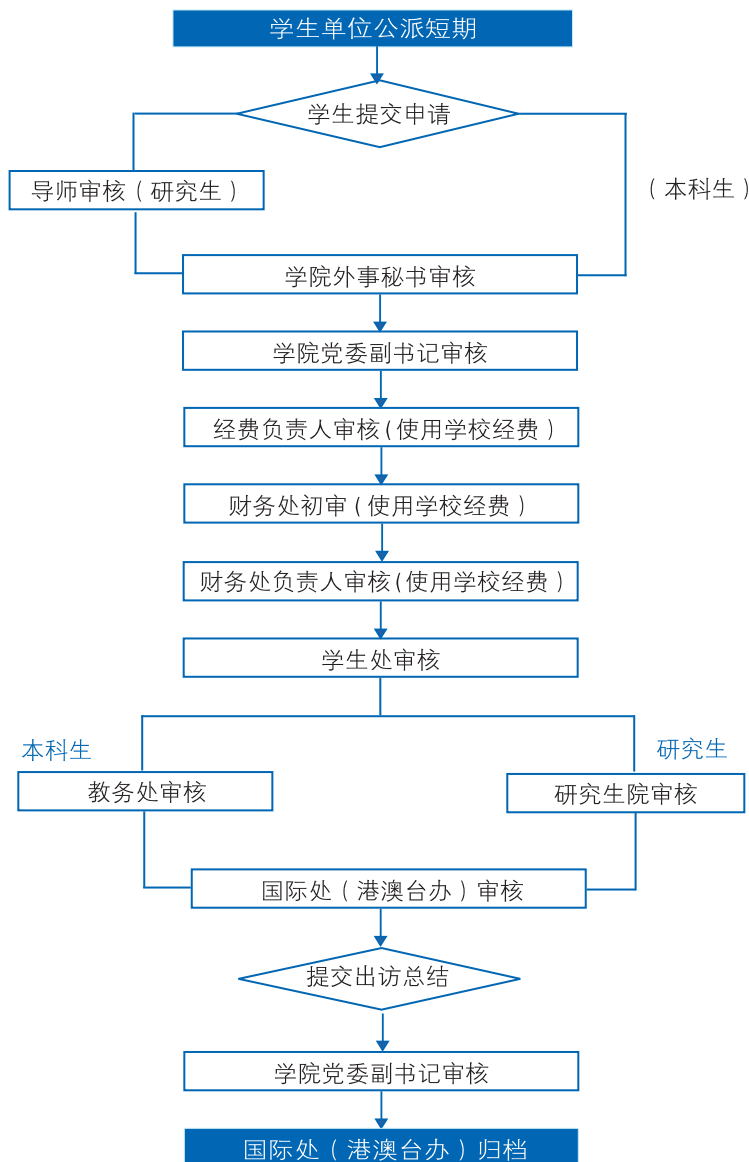 学生单位公派短期
学生提交申请
导师审核（研究生）
（本科生）
学院外事秘书审核
学院党委副书记审核
经费负责人审核(使用学校经费）
财务处初审(使用学校经费）
财务处负责人审核(使用学校经费）
学生处审核
本科生
研究生
教务处审核
研究生院审核
国际处（港澳台办）审核
提交出访总结
学院党委副书记审核
国际处（港澳台办）归档